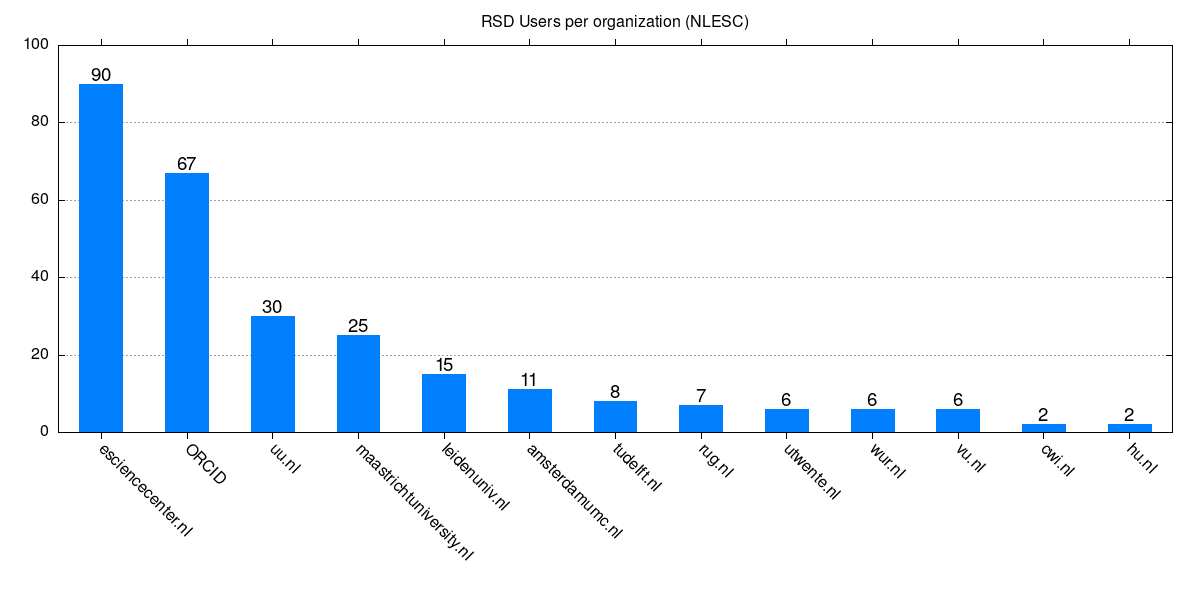 RSD Users per organization (NLESC)
100
80
60
40
20
0
90
67
30
25
15
11
8
7
6
6
6
2
2
esciencecenter.nl
ORCID
uu.nl
maastrichtuniversity.nl
leidenuniv.nl
amsterdamumc.nl
tudelft.nl
rug.nl
utwente.nl
wur.nl
vu.nl
cwi.nl
hu.nl